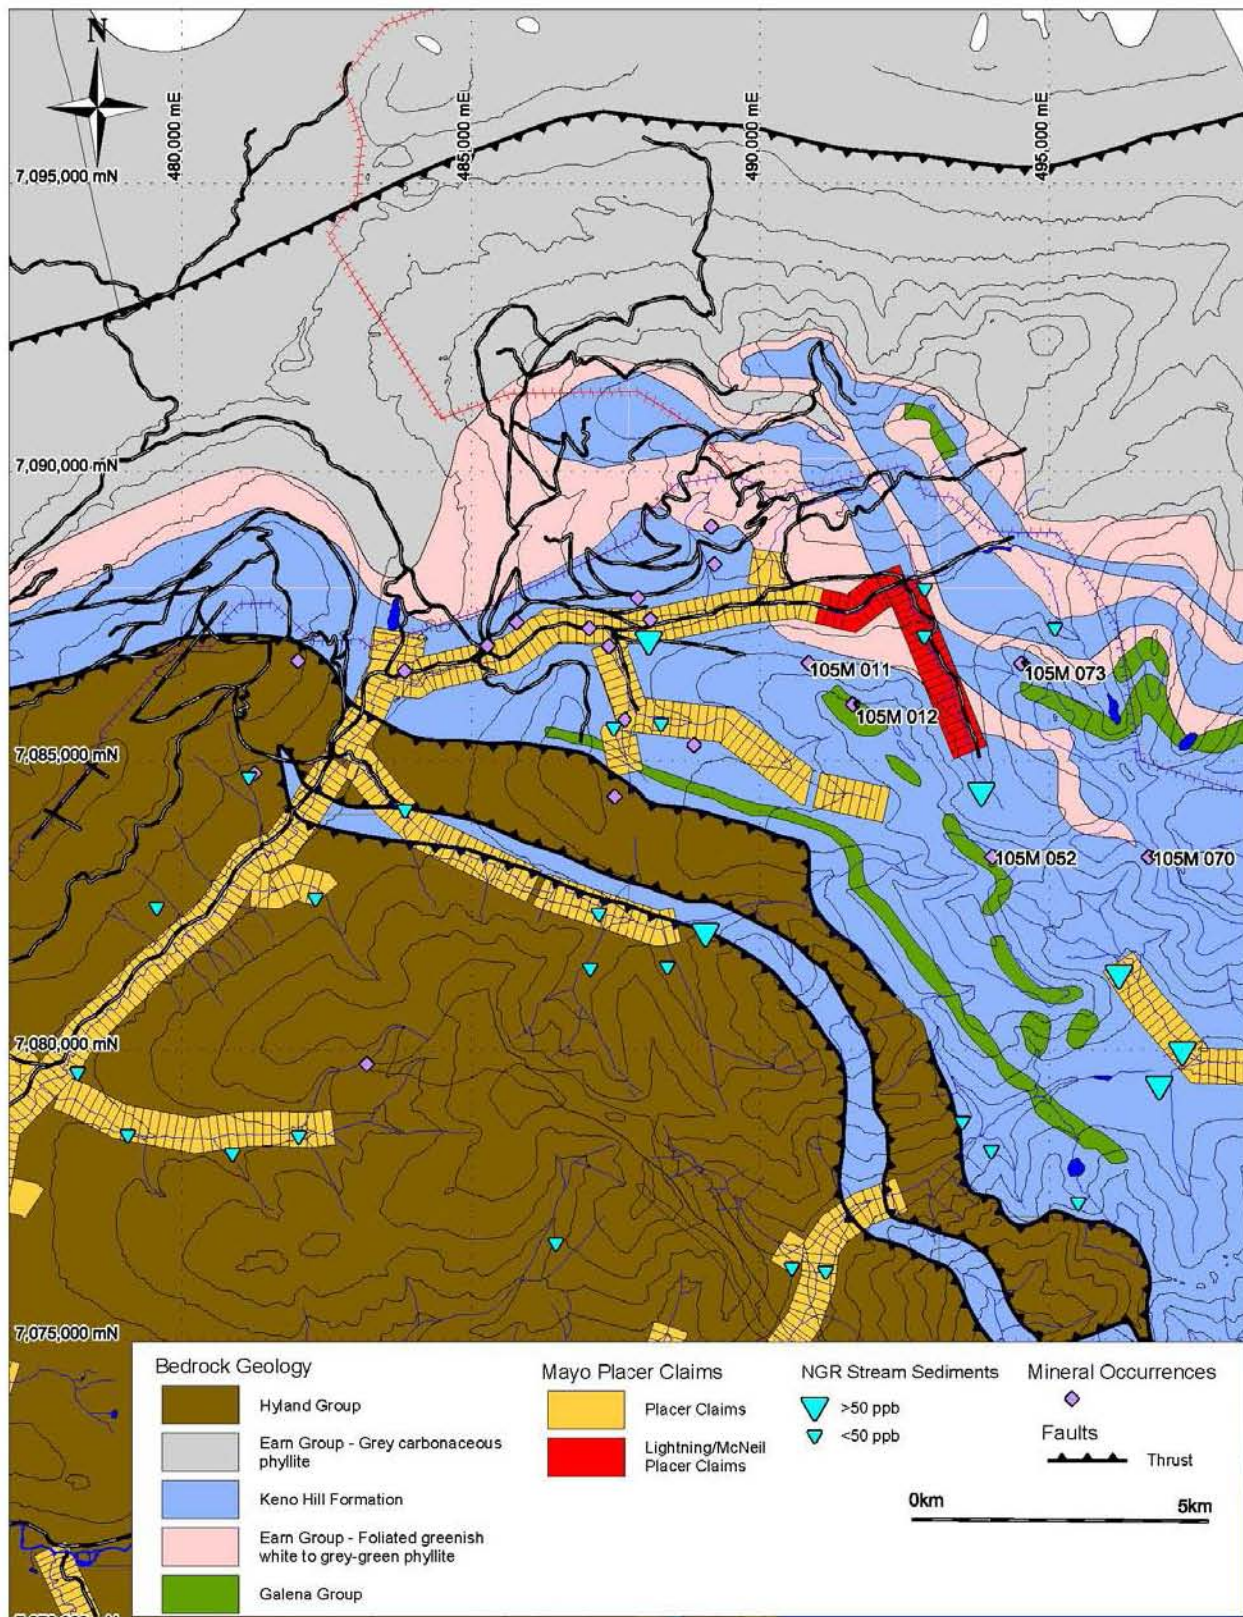 N
480,000 mE
485,000 mE
490,000 mE
495,000 mE
7,095,000 mN
7,090,000 mN
105M 011
105M 073
105M 012
7,085,000 mN
105M 052
105M 070
7,080,000 mN
7,075,000 mN
Bedrock Geology
Hyland Group
Earn Group - Grey carbonaceous
phyllite
Keno Hill Formation
Earn Group - Foliated greenish
white to grey-green phyllite
Galena Group
Mayo Placer Claims
Placer Claims
Lightning/McNeil
Placer Claims
NGR Stream Sediments
>50 ppb
<50 ppb
Mineral Occurrences
Faults
Thrust
0km
5km